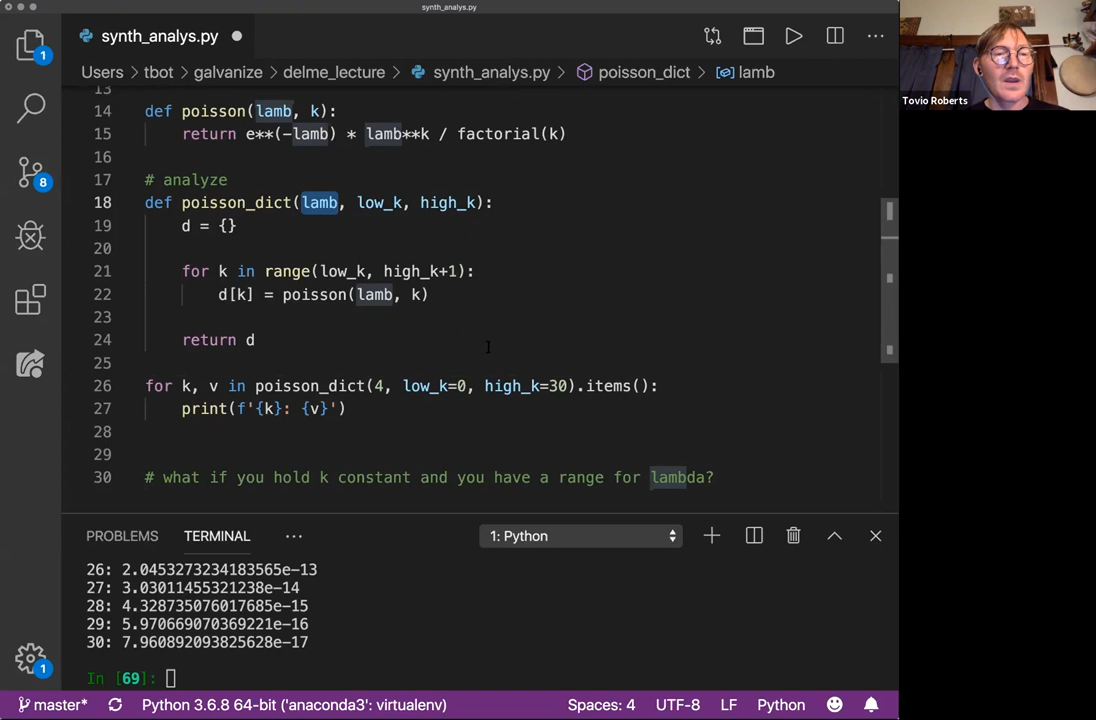 synth_analys.py
synth_analys.py
Users > tbot > galvanize > delme_lecture > synth_analys.py > poisson_dict > lamb
Tovio Roberts
1
8
1
13
14 def poisson(lamb, k):
15 return e**(-lamb) * lamb**k / factorial(k)
16
17 # analyze
18 def poisson_dict(lamb, low_k, high_k):
19 d = {}
20
21 for k in range(low_k, high_k+1):
22 d[k] = poisson(lamb, k)
23
24 return d
25
26 for k, v in poisson_dict(4, low_k=0, high_k=30).items():
27 print(f'{k}: {v}')
28
29
30 # what if you hold k constant and you have a range for lambda?
PROBLEMS TERMINAL ... 1: Python
26: 2.0453273234183565e-13
27: 3.03011455321238e-14
28: 4.328735076017685e-15
29: 5.970669070369221e-16
30: 7.960892093825628e-17
In [69]:
master* Python 3.6.8 64-bit ('anaconda3': virtualenv) Spaces: 4 UTF-8 LF Python